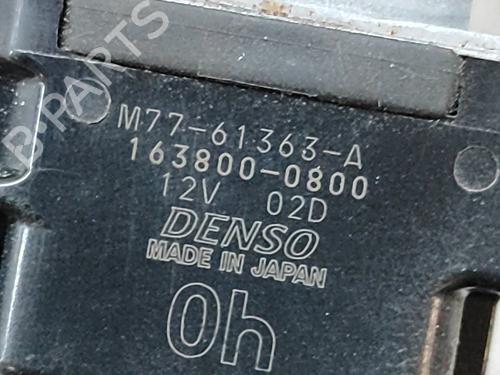 B-PARTS
M77-61363-A
163800-0800
12V 02D
DENSO
MADE IN JAPAN
0h